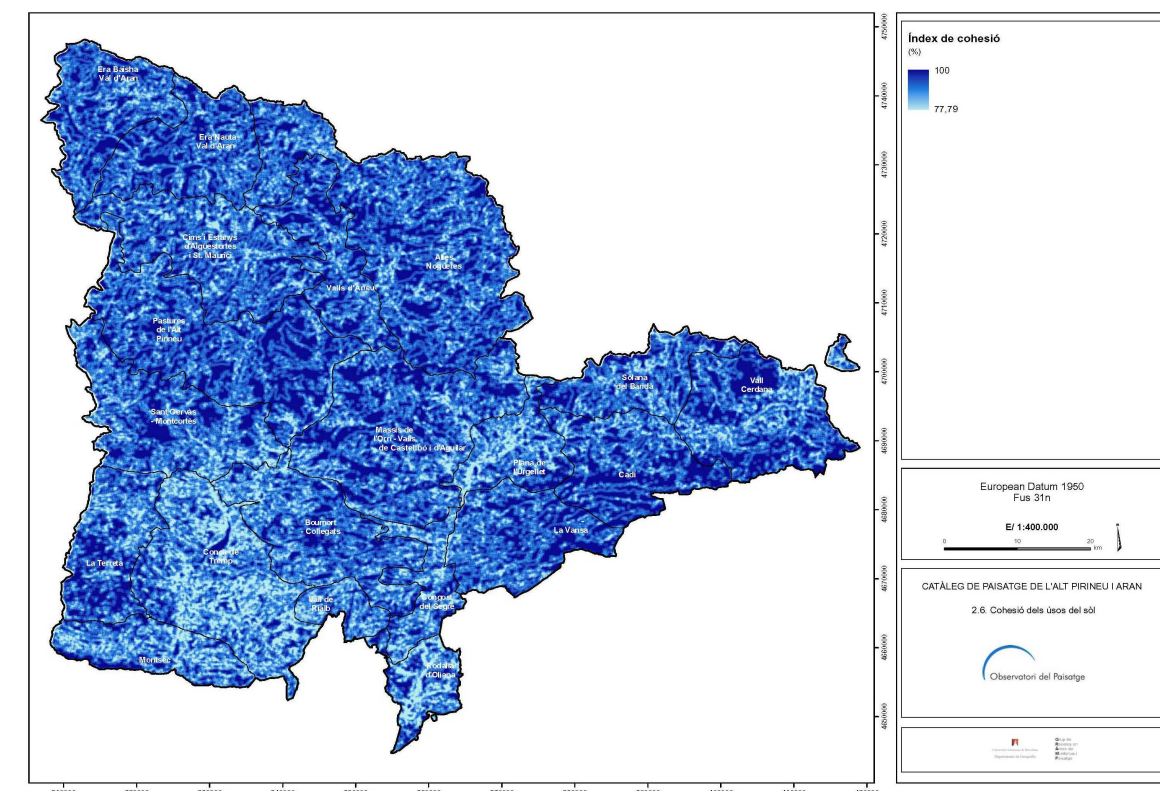 Era Baisha
Val d'Aran
Era Nauta
Val d'Aran
Cims i Estanys
d'Aigüestortes
i St. Maurici
Altes
Nogueres
Valls d'Àneu
Pastures
de l'Alt
Pirineu
Solana
del Baridà
Vall
Cerdana
Sant Gervàs
- Montcortès
Massís de
l'Orri - Valls
de Castellbò i d'Aguilar
Plana de
l'Urgellet
Cadí
Boumort
Collegats
La Vansa
La Terreta
Conca de
Tremp
Vall de
Rialb
Congost
del Segre
Montsec
Rodalia
d'Oliana
4750000
4740000
4730000
4720000
4710000
4700000
4690000
4680000
4670000
4660000
4650000
Índex de cohesió
(%)
100
77,79
European Datum 1950
Fus 31n
E/ 1:400.000
0 10 20
km
CATÀLEG DE PAISATGE DE L'ALT PIRINEU I ARAN
2.6. Cohesió dels úsos del sòl
Observatori del Paisatge